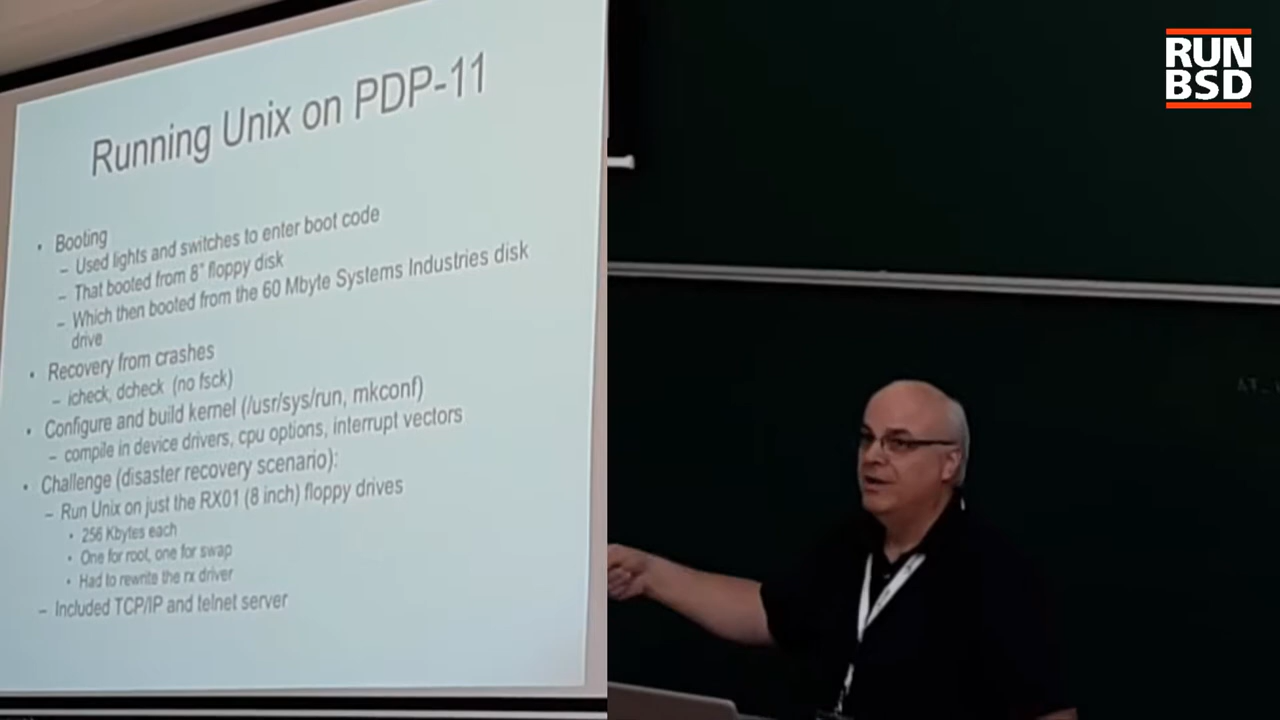 RUN
BSD
Running Unix on PDP-11
• Booting
– Used lights and switches to enter boot code
– That booted from 8" floppy disk
– Which then booted from the 60 Mbyte Systems Industries disk
drive
• Recovery from crashes
– icheck, dcheck (no fsck)
• Configure and build kernel (/usr/sys/run, mkconf)
– compile in device drivers, cpu options, interrupt vectors
• Challenge (disaster recovery scenario):
– Run Unix on just the RX01 (8 inch) floppy drives
• 256 Kbytes each
• One for root, one for swap
• Had to rewrite the rx driver
– Included TCP/IP and telnet server